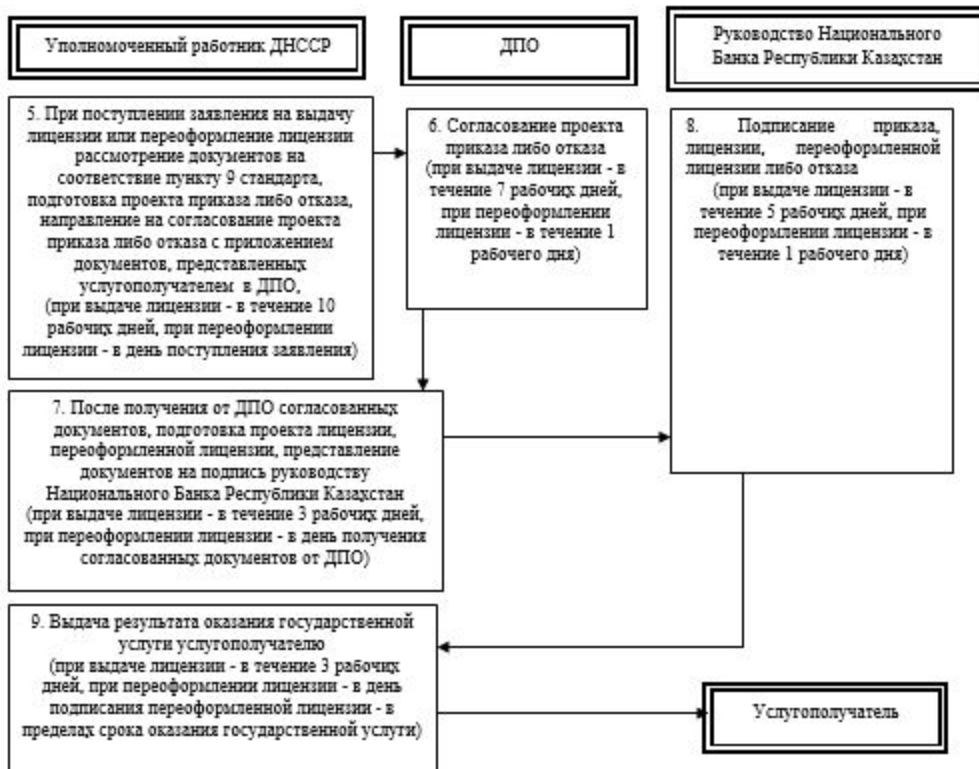 Уполномоченный работник ДНССР
ДПО
Руководство Национального
Банка Республики Казахстан
5. При поступлении заявления на выдачу
лицензии или переоформление лицензии
рассмотрение документов на
соответствие пункту 9 стандарта,
подготовка проекта приказа либо отказа,
направление на согласование проекта
приказа либо отказа с приложением
документов, представленных
услугополучателем в ДПО,
(при выдаче лицензии - в течение 10
рабочих дней, при переоформлении
лицензии - в день поступления заявления)
6. Согласование проекта
приказа либо отказа
(при выдаче лицензии - в
течение 7 рабочих дней,
при переоформлении
лицензии - в течение 1
рабочего дня)
8. Подписание приказа,
лицензии, переоформленной
лицензии либо отказа
(при выдаче лицензии - в
течение 5 рабочих дней, при
переоформлении лицензии - в
течение 1 рабочего дня)
7. После получения от ДПО согласованных
документов, подготовка проекта лицензии,
переоформленной лицензии, представление
документов на подпись руководству
Национального Банка Республики Казахстан
(при выдаче лицензии - в течение 3 рабочих дней,
при переоформлении лицензии - в день получения
согласованных документов от ДПО)
9. Выдача результата оказания государственной
услуги услугополучателю
(при выдаче лицензии - в течение 3 рабочих
дней, при переоформлении лицензии - в день
подписания переоформленной лицензии - в
пределах срока оказания государственной услуги)
Услугополучатель